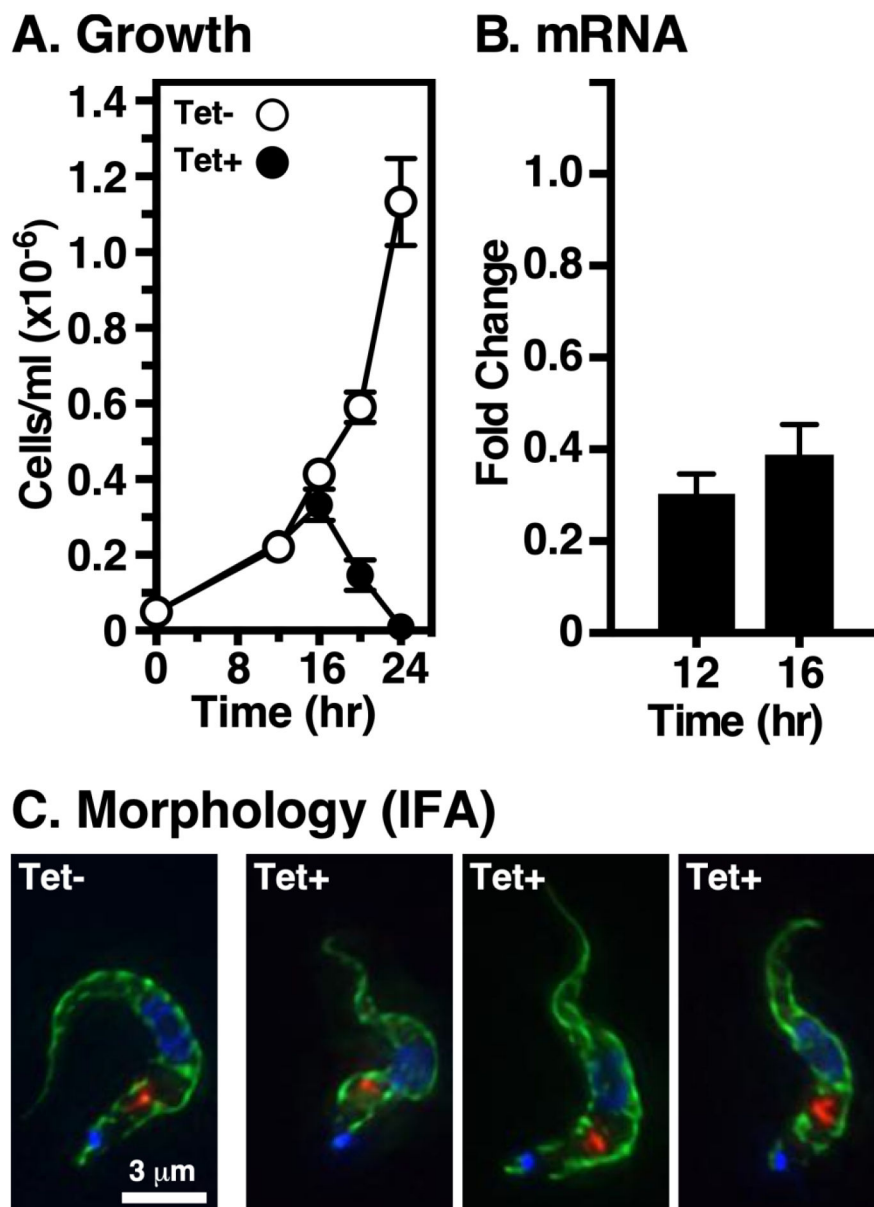 A. Growth
Tet-
Tet+
Cells/ml (x10⁻⁶)
1.4
1.2
1.0
0.8
0.6
0.4
0.2
0
0 8 16 24
Time (hr)
B. mRNA
Fold Change
1.0
0.8
0.6
0.4
0.2
0
12 16
Time (hr)
C. Morphology (IFA)
Tet- Tet+ Tet+ Tet+
3 μm